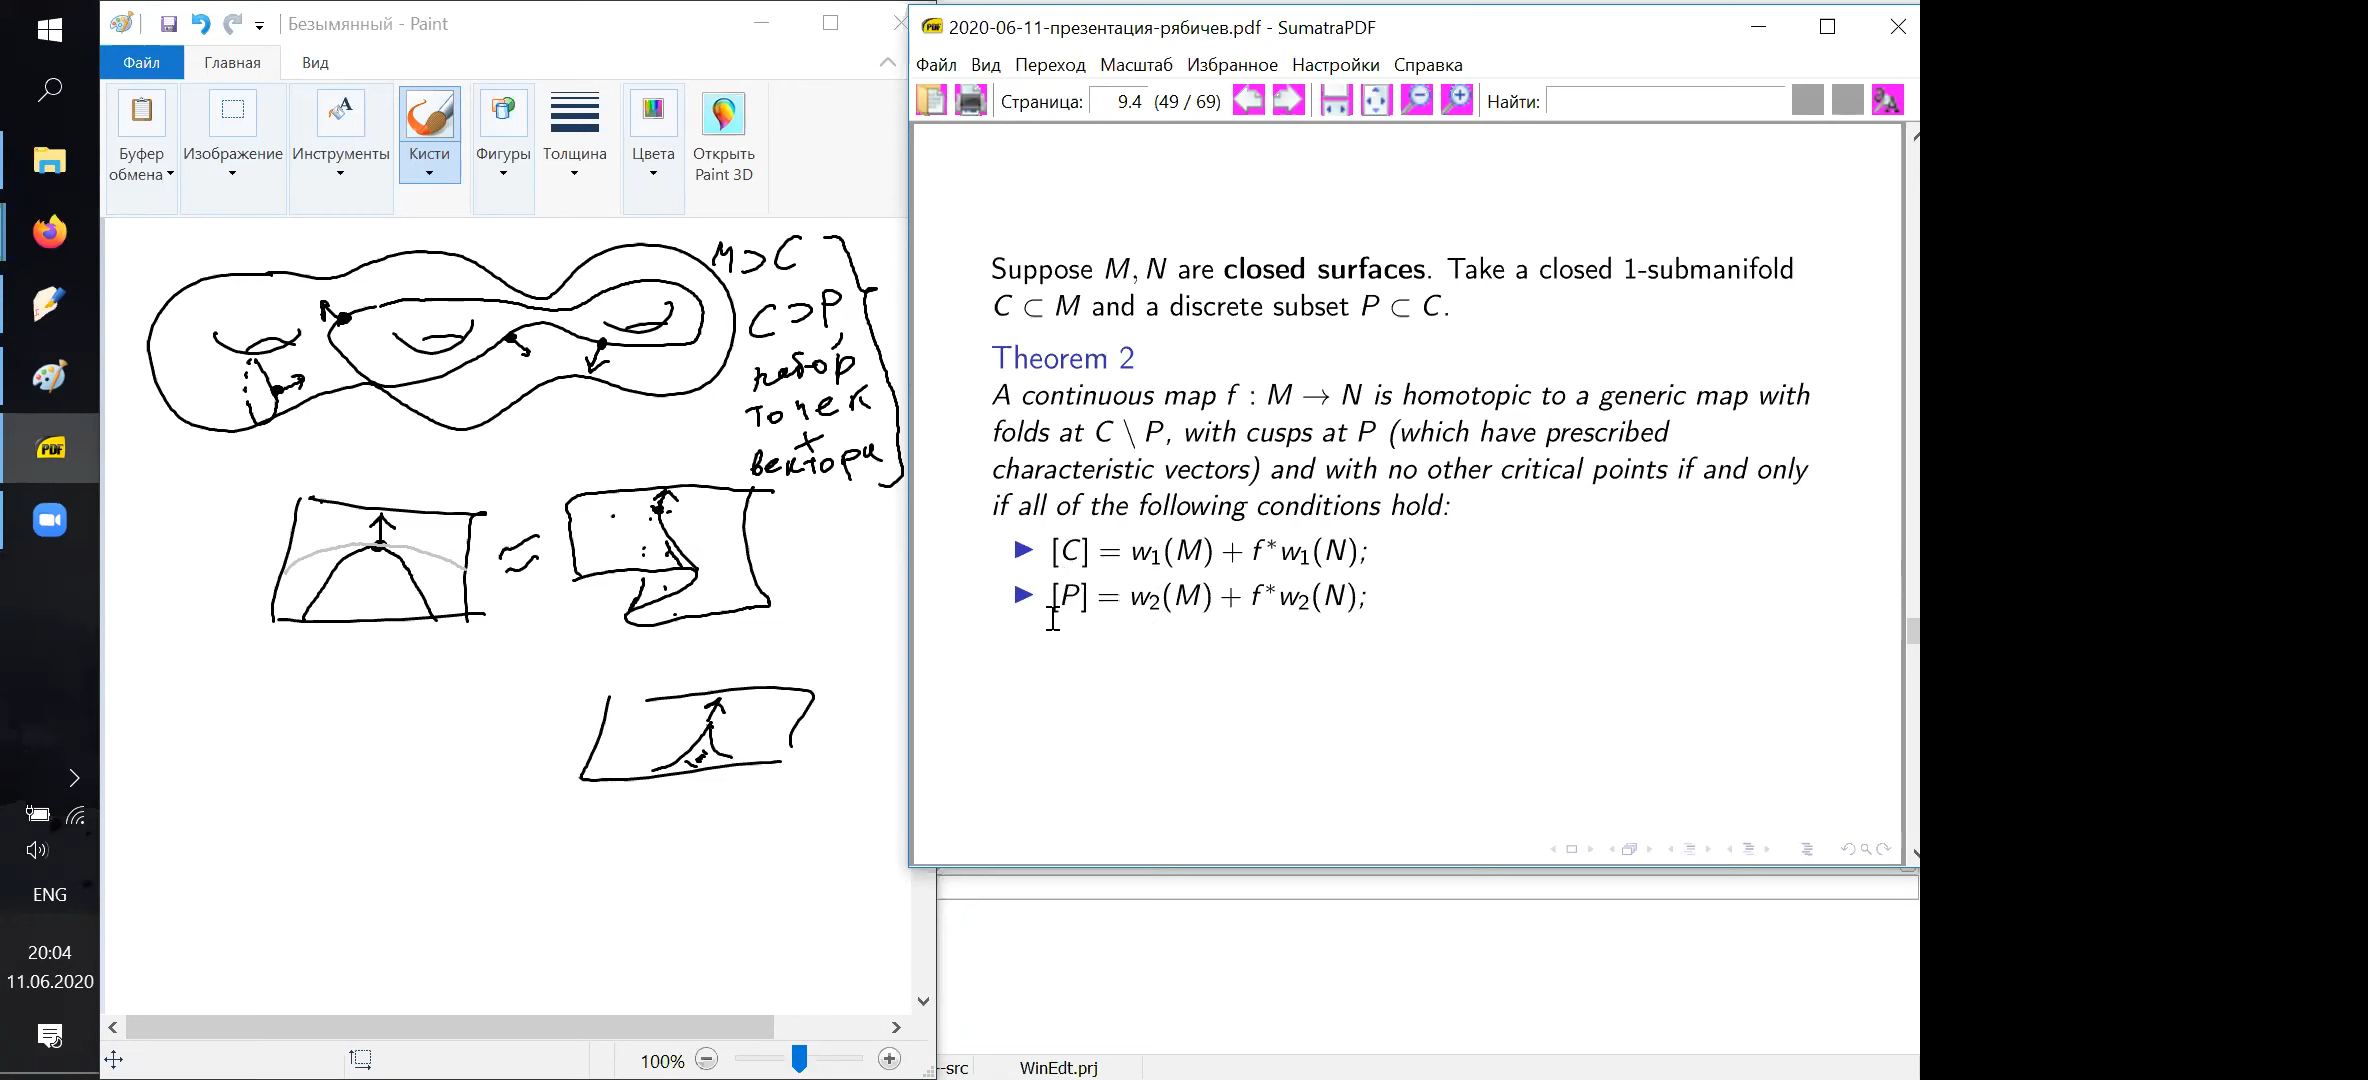 Безымянный - Paint
Файл
Главная
Вид
Буфер обмена
Изображение
Инструменты
Кисти
Фигуры
Толщина
Цвета
Открыть Paint 3D
M ⊃ C
C ⊃ P,
набор
точек
+
вектора
≈
100%
ENG
20:04
11.06.2020
2020-06-11-презентация-рябичев.pdf - SumatraPDF
Файл Вид Переход Масштаб Избранное Настройки Справка
Страница: 9.4 (49 / 69) Найти:
Suppose M, N are closed surfaces. Take a closed 1-submanifold
C ⊂ M and a discrete subset P ⊂ C.
Theorem 2
A continuous map f : M → N is homotopic to a generic map with
folds at C \ P, with cusps at P (which have prescribed
characteristic vectors) and with no other critical points if and only
if all of the following conditions hold:
▶ [C] = w₁(M) + f*w₁(N);
▶ [P] = w₂(M) + f*w₂(N);
--src
WinEdt.prj